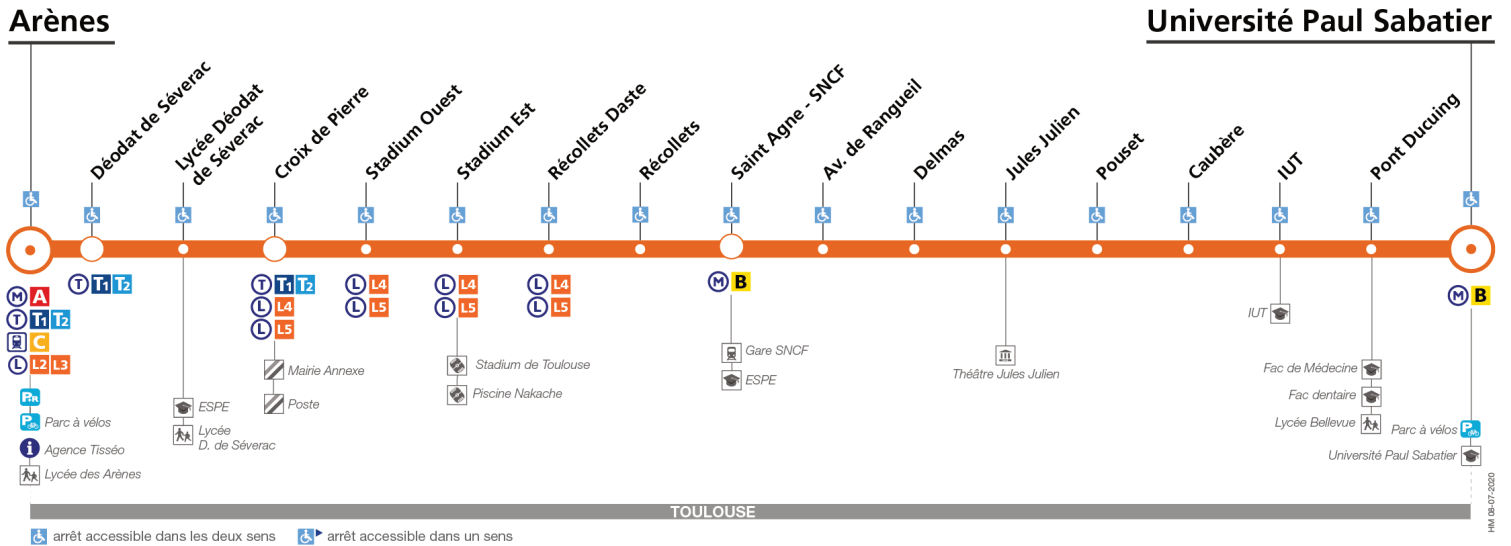 Arènes
Université Paul Sabatier
Déodat de Séverac
Lycée Déodat
de Séverac
Croix de Pierre
Stadium Ouest
Stadium Est
Récollets Daste
Récollets
Saint Agne - SNCF
Av. de Rangueil
Delmas
Jules Julien
Pouset
Caubère
IUT
Pont Ducuing
M A
T T1 T2
C
L L2 L3
P+R
P
Parc à vélos
i Agence Tisséo
Lycée des Arènes
T T1 T2
ESPE
Lycée
D. de Séverac
T T1 T2
L L4
L L5
Mairie Annexe
Poste
L L4
L L5
L L4
L L5
Stadium de Toulouse
Piscine Nakache
L L4
L L5
M B
Gare SNCF
ESPE
Théâtre Jules Julien
IUT
Fac de Médecine
Fac dentaire
Lycée Bellevue
M B
Parc à vélos P
Université Paul Sabatier
TOULOUSE
arrêt accessible dans les deux sens
arrêt accessible dans un sens
HM 08-07-2020